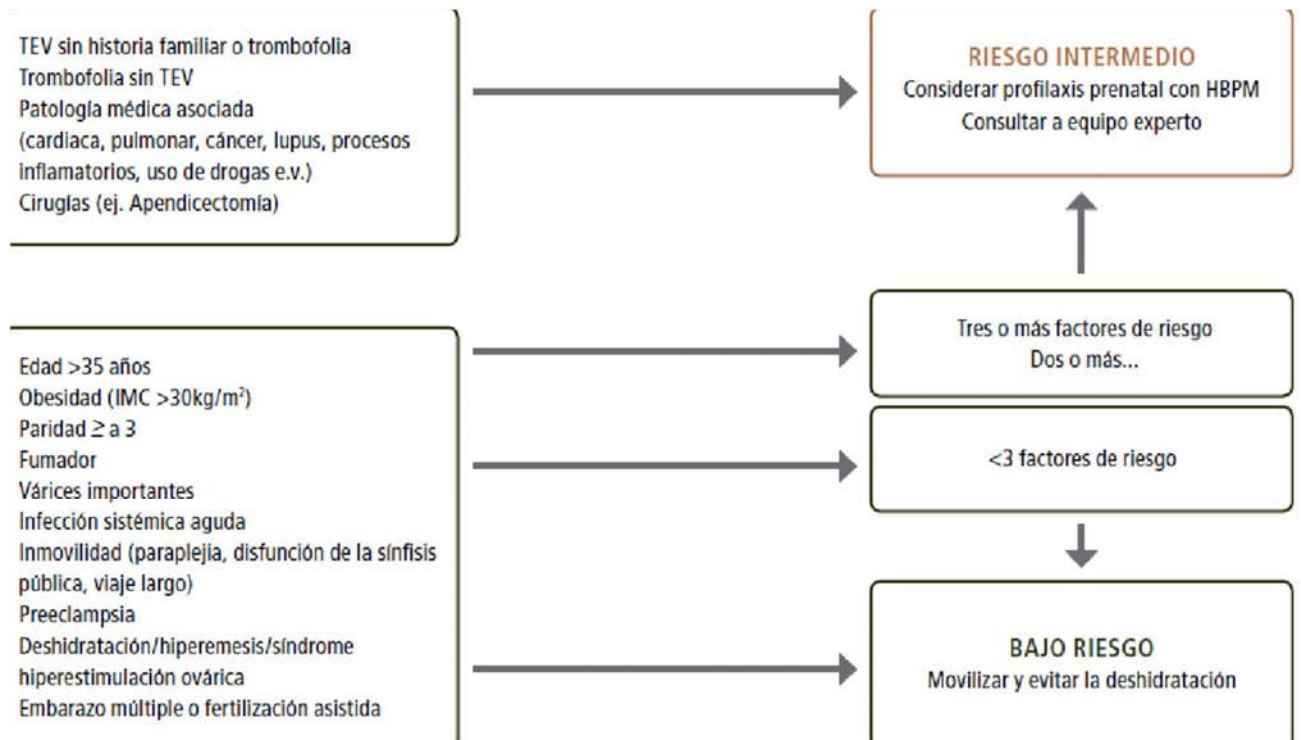 TEV sin historia familiar o trombofolia
Trombofolia sin TEV
Patología médica asociada
(cardiaca, pulmonar, cáncer, lupus, procesos
inflamatorios, uso de drogas e.v.)
Cirugías (ej. Apendicectomía)
RIESGO INTERMEDIO
Considerar profilaxis prenatal con HBPM
Consultar a equipo experto
Edad >35 años
Obesidad (IMC >30kg/m²)
Paridad ≥ a 3
Fumador
Várices importantes
Infección sistémica aguda
Inmovilidad (paraplejia, disfunción de la sínfisis
pública, viaje largo)
Preeclampsia
Deshidratación/hiperemesis/síndrome
hiperestimulación ovárica
Embarazo múltiple o fertilización asistida
Tres o más factores de riesgo
Dos o más...
<3 factores de riesgo
BAJO RIESGO
Movilizar y evitar la deshidratación